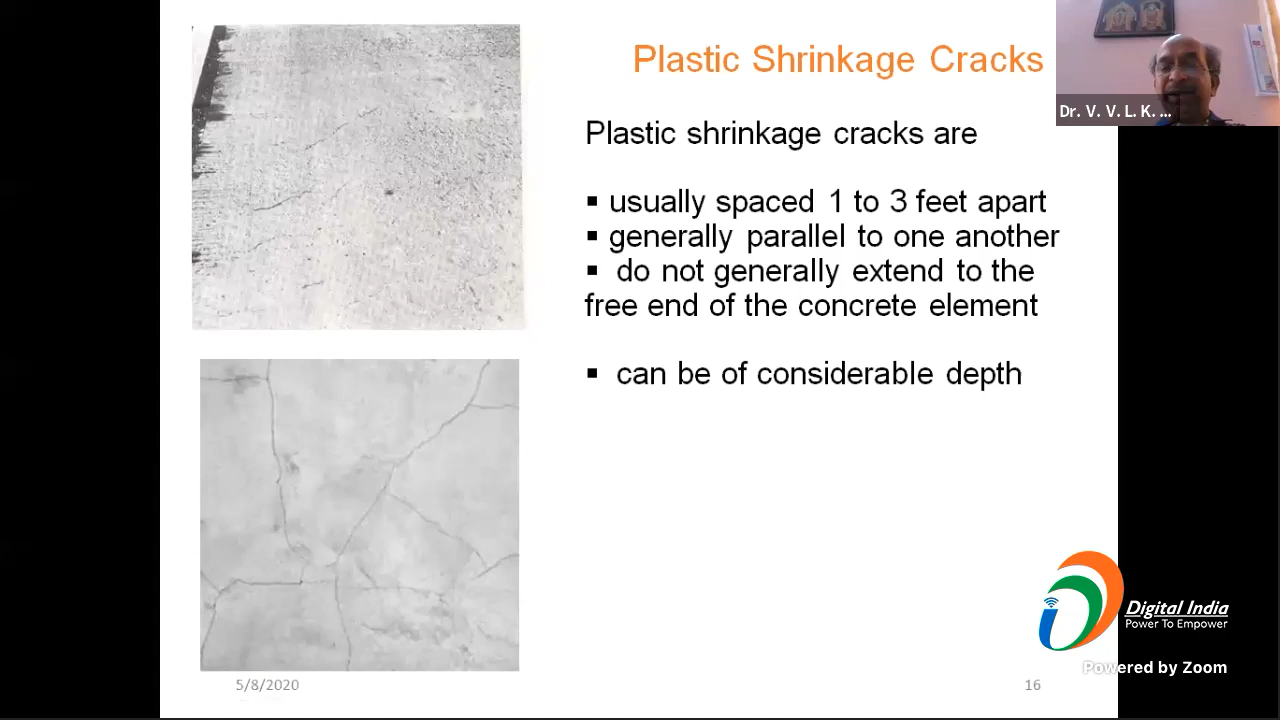 Plastic Shrinkage Cracks
Dr. V. V. L. K. ...
Plastic shrinkage cracks are
▪ usually spaced 1 to 3 feet apart
▪ generally parallel to one another
▪ do not generally extend to the
free end of the concrete element
▪ can be of considerable depth
Digital India
Power To Empower
Powered by Zoom
5/8/2020
16